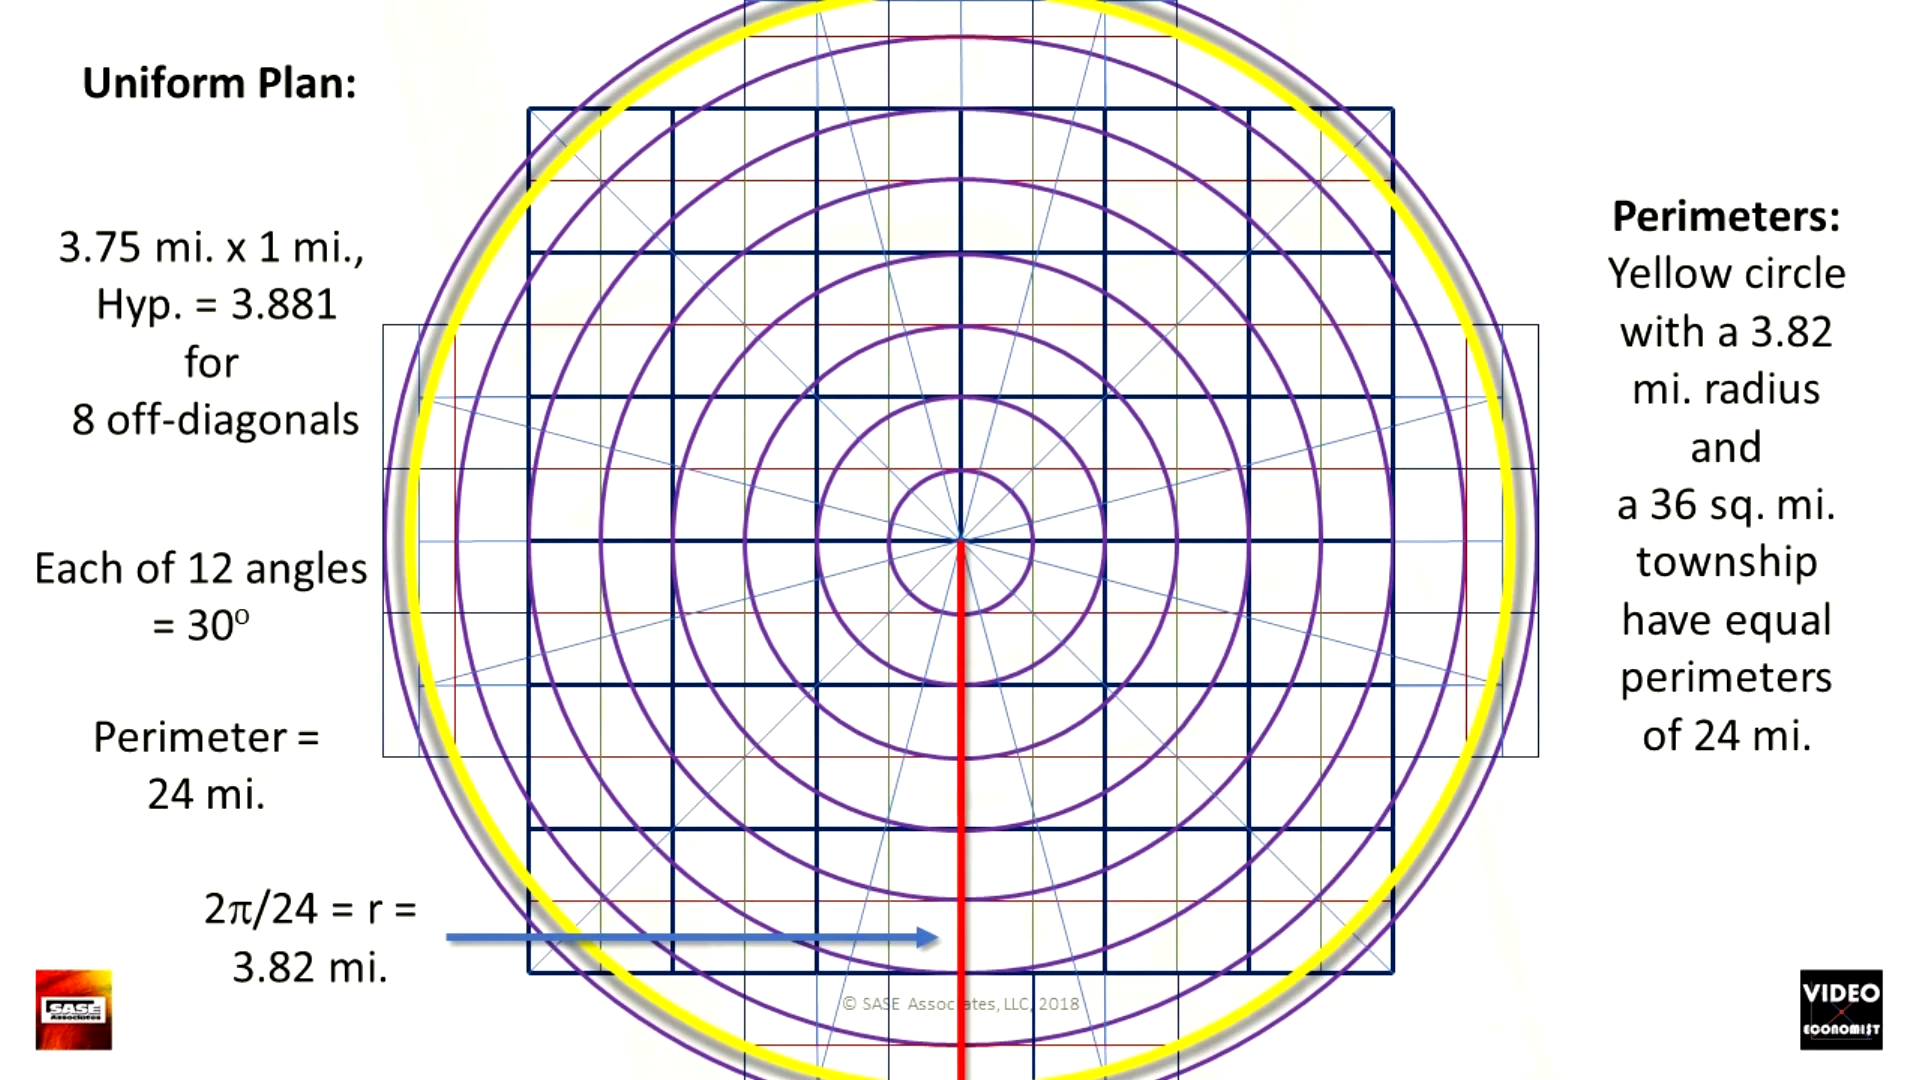 Uniform Plan:
3.75 mi. x 1 mi.,
Hyp. = 3.881
for
8 off-diagonals
Each of 12 angles
= 30º
Perimeter =
24 mi.
2π/24 = r =
3.82 mi.
Perimeters:
Yellow circle
with a 3.82
mi. radius
and
a 36 sq. mi.
township
have equal
perimeters
of 24 mi.
© SASE Associates, LLC, 2018
SASE
Associates
VIDEO
ECONOMIST